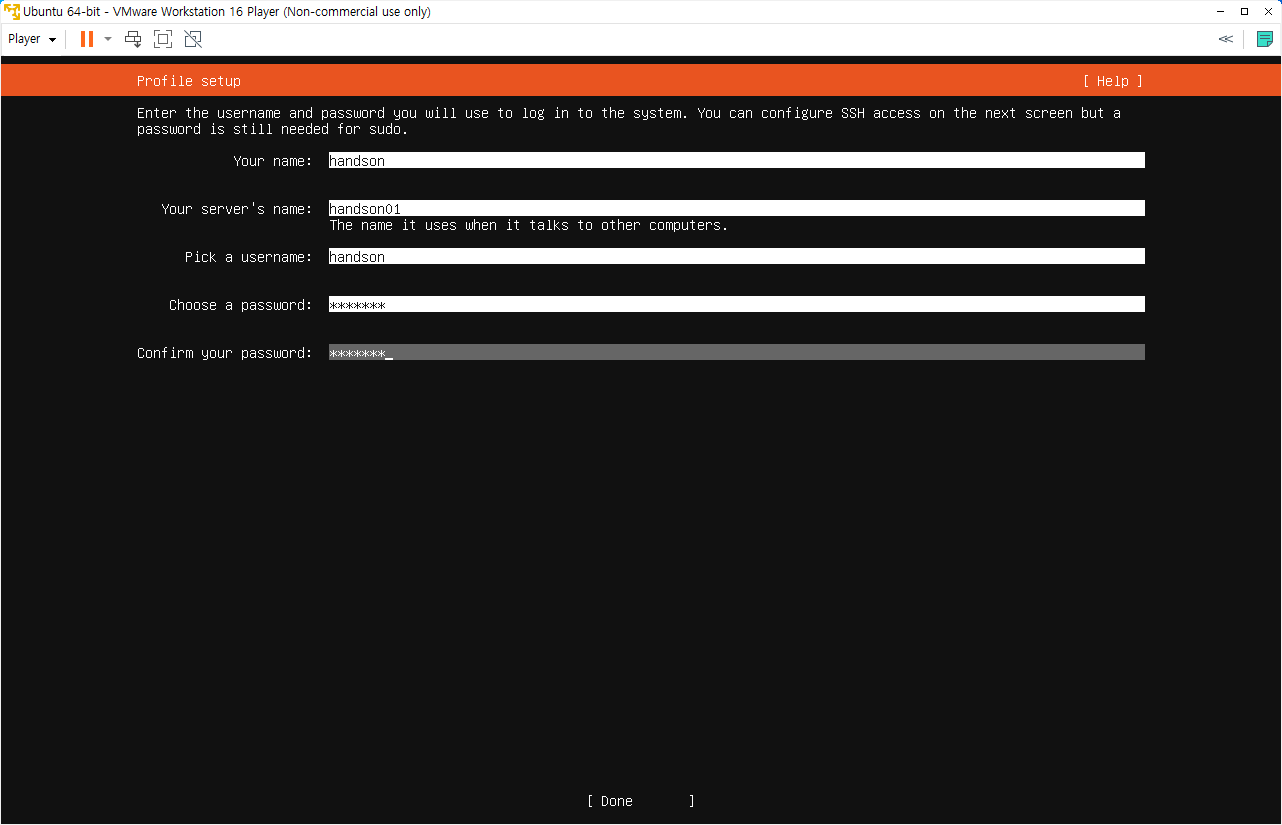 Ubuntu 64-bit - VMware Workstation 16 Player (Non-commercial use only)
Player
Profile setup [ Help ]
Enter the username and password you will use to log in to the system. You can configure SSH access on the next screen but a
password is still needed for sudo.
Your name: handson
Your server's name: handson01
The name it uses when it talks to other computers.
Pick a username: handson
Choose a password: *******
Confirm your password: *******_
[ Done ]